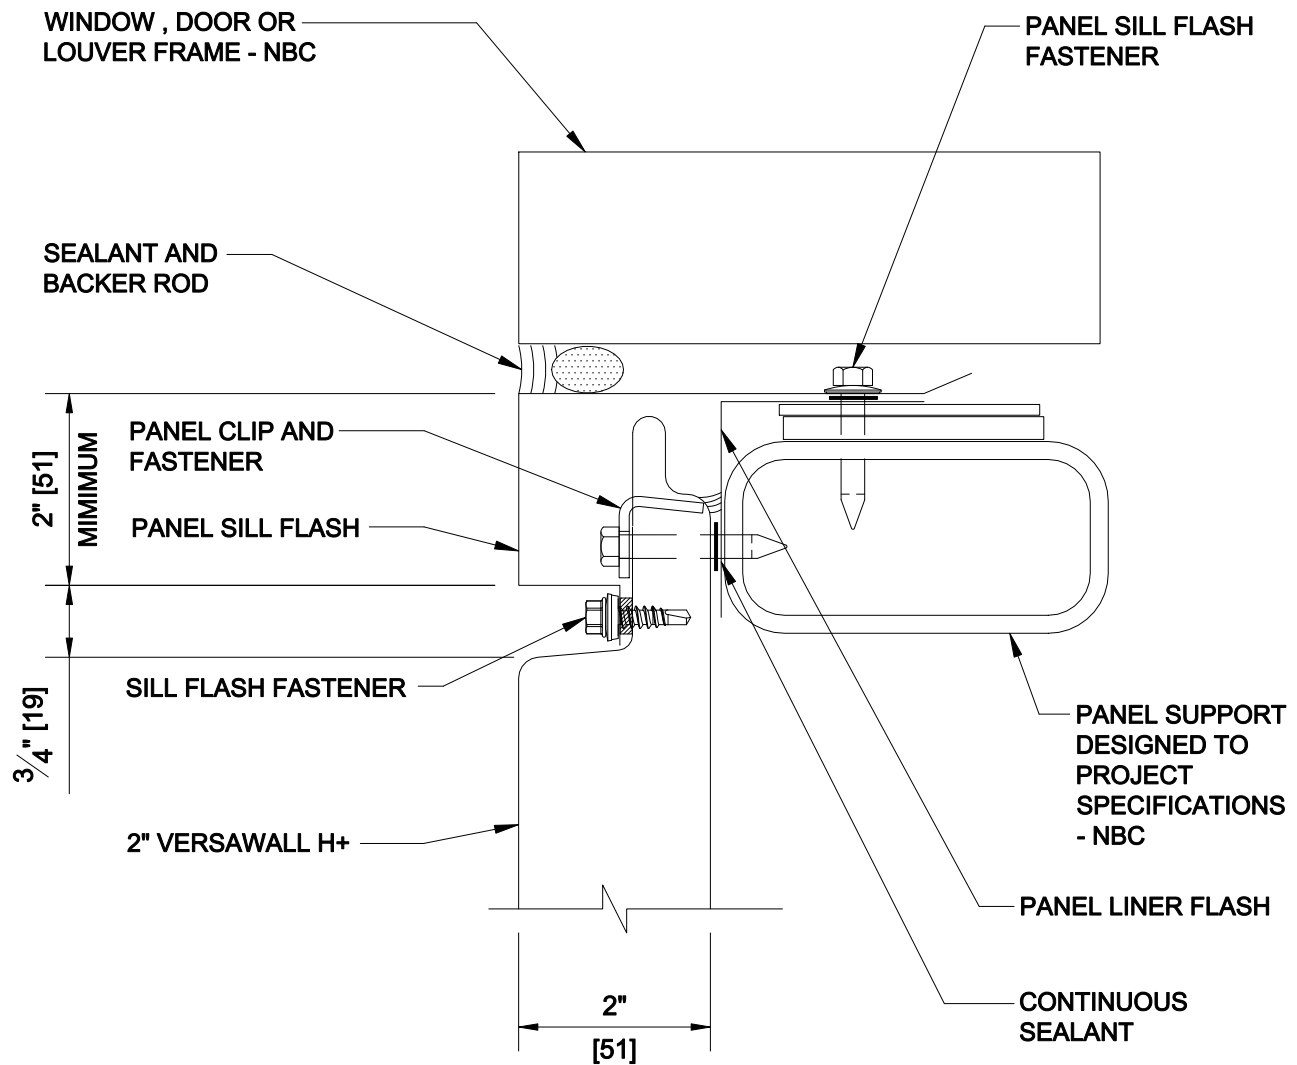 WINDOW , DOOR OR
LOUVER FRAME - NBC
PANEL SILL FLASH
FASTENER
SEALANT AND
BACKER ROD
PANEL CLIP AND
FASTENER
2" [51]
MIMIMUM
PANEL SILL FLASH
SILL FLASH FASTENER
3/4" [19]
PANEL SUPPORT
DESIGNED TO
PROJECT
SPECIFICATIONS
- NBC
2" VERSAWALL H+
PANEL LINER FLASH
2"
[51]
CONTINUOUS
SEALANT